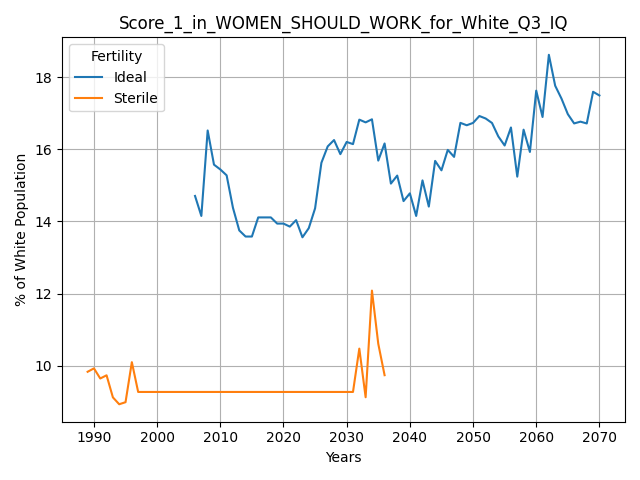 Score_1_in_WOMEN_SHOULD_WORK_for_White_Q3_IQ
Fertility
Ideal
Sterile
% of White Population
18
16
14
12
10
1990 2000 2010 2020 2030 2040 2050 2060 2070
Years